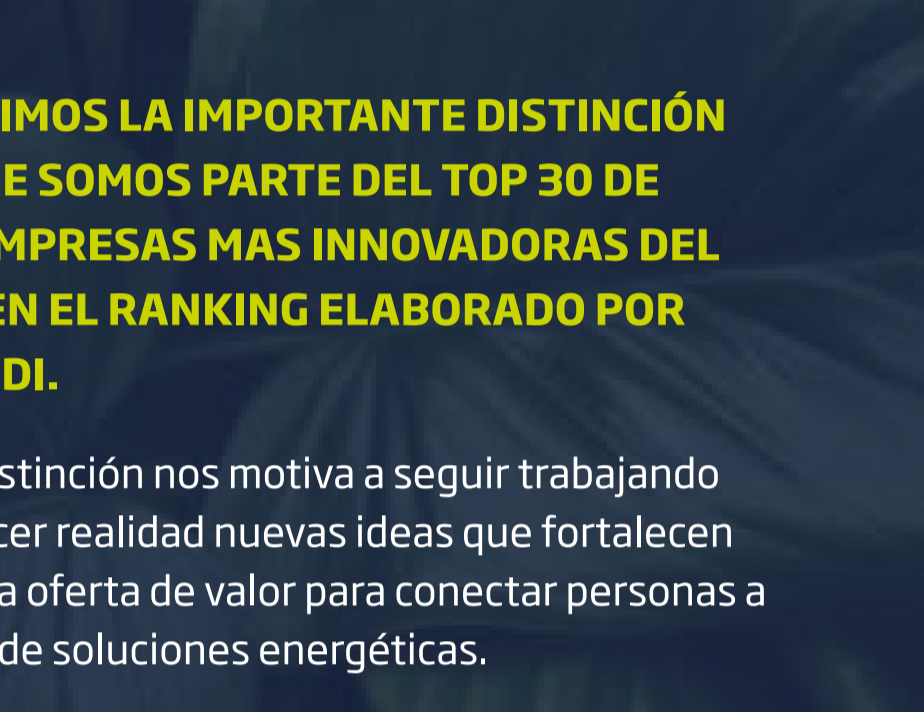 IMOS LA IMPORTANTE DISTINCIÓN
E SOMOS PARTE DEL TOP 30 DE
MPRESAS MAS INNOVADORAS DEL
EN EL RANKING ELABORADO POR
DI.
stinción nos motiva a seguir trabajando
cer realidad nuevas ideas que fortalecen
a oferta de valor para conectar personas a
de soluciones energéticas.